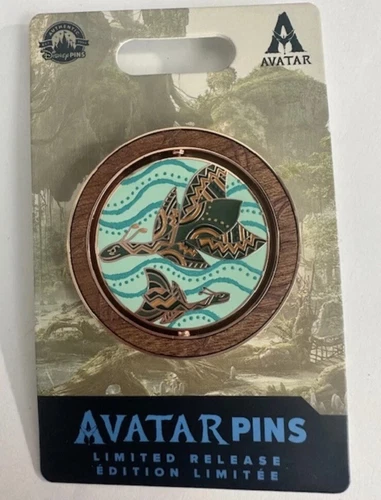 AUTHENTIC
Disney PINS
AVATAR
AVATAR PINS
LIMITED RELEASE
ÉDITION LIMITÉE